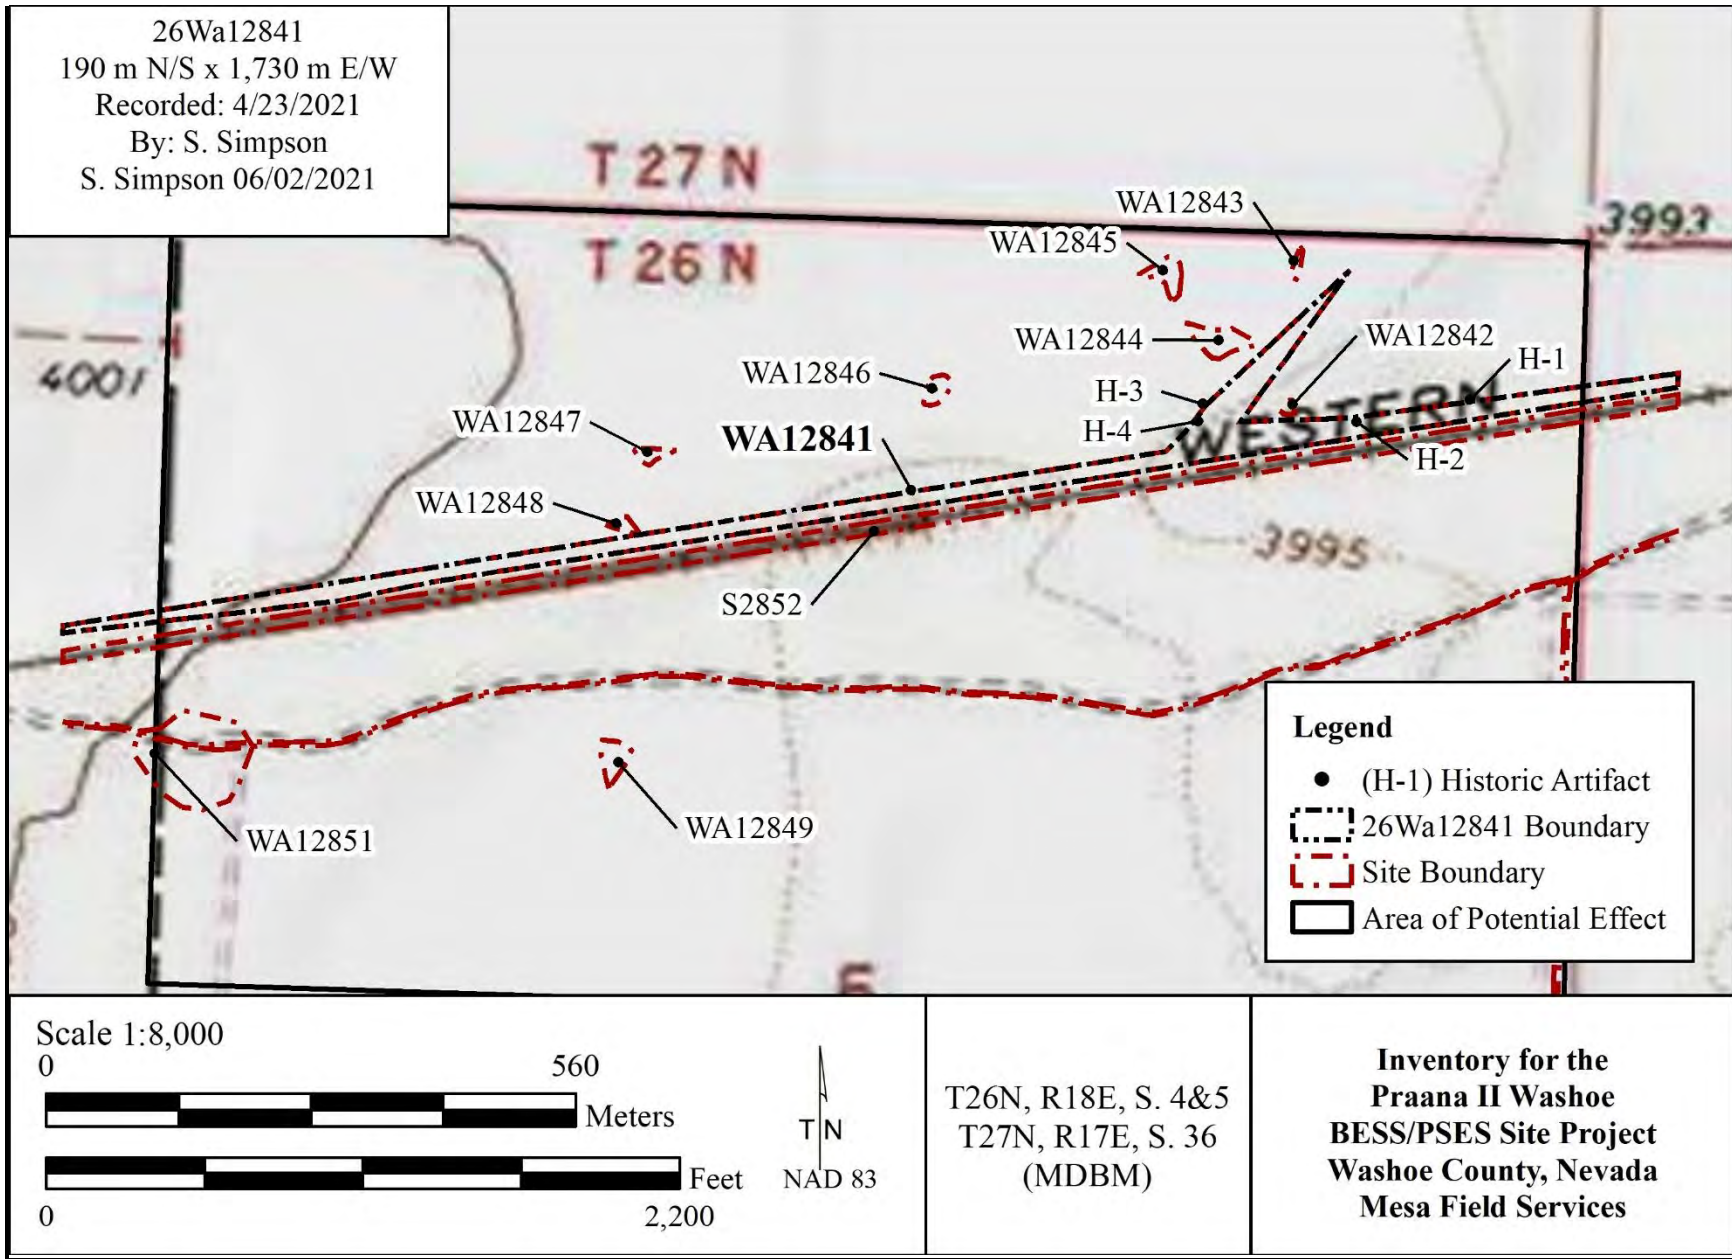 26Wa12841
190 m N/S x 1,730 m E/W
Recorded: 4/23/2021
By: S. Simpson
S. Simpson 06/02/2021
T 27 N
WA12843
3993
WA12845
T 26 N
WA12844
WA12842
4001
WA12846
H-3
H-1
WESTERN
WA12847
WA12841
H-4
H-2
WA12848
3995
S2852
WA12851
WA12849
Legend
(H-1) Historic Artifact
26Wa12841 Boundary
Site Boundary
Area of Potential Effect
Scale 1:8,000
0 560
Meters
Feet
0 2,200
T N
NAD 83
T26N, R18E, S. 4&5
T27N, R17E, S. 36
(MDBM)
Inventory for the
Praana II Washoe
BESS/PSES Site Project
Washoe County, Nevada
Mesa Field Services